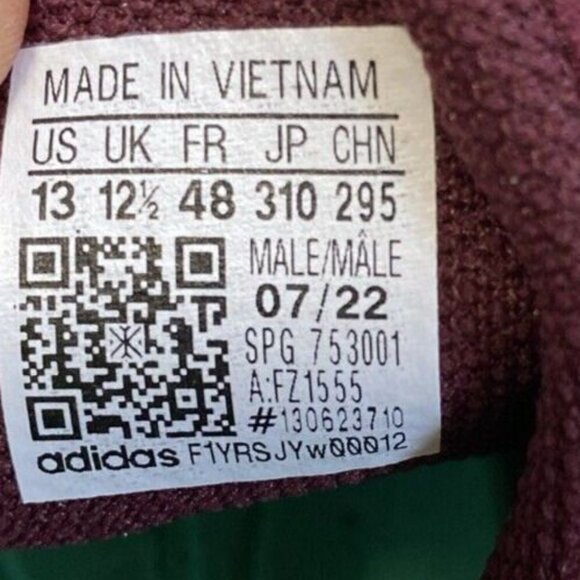 MADE IN VIETNAM
US UK FR JP CHN
13 12½ 48 310 295
MALE/MÂLE
07/22
SPG 753001
A:FZ1555
#130623710
adidas F1YRSJYw00012